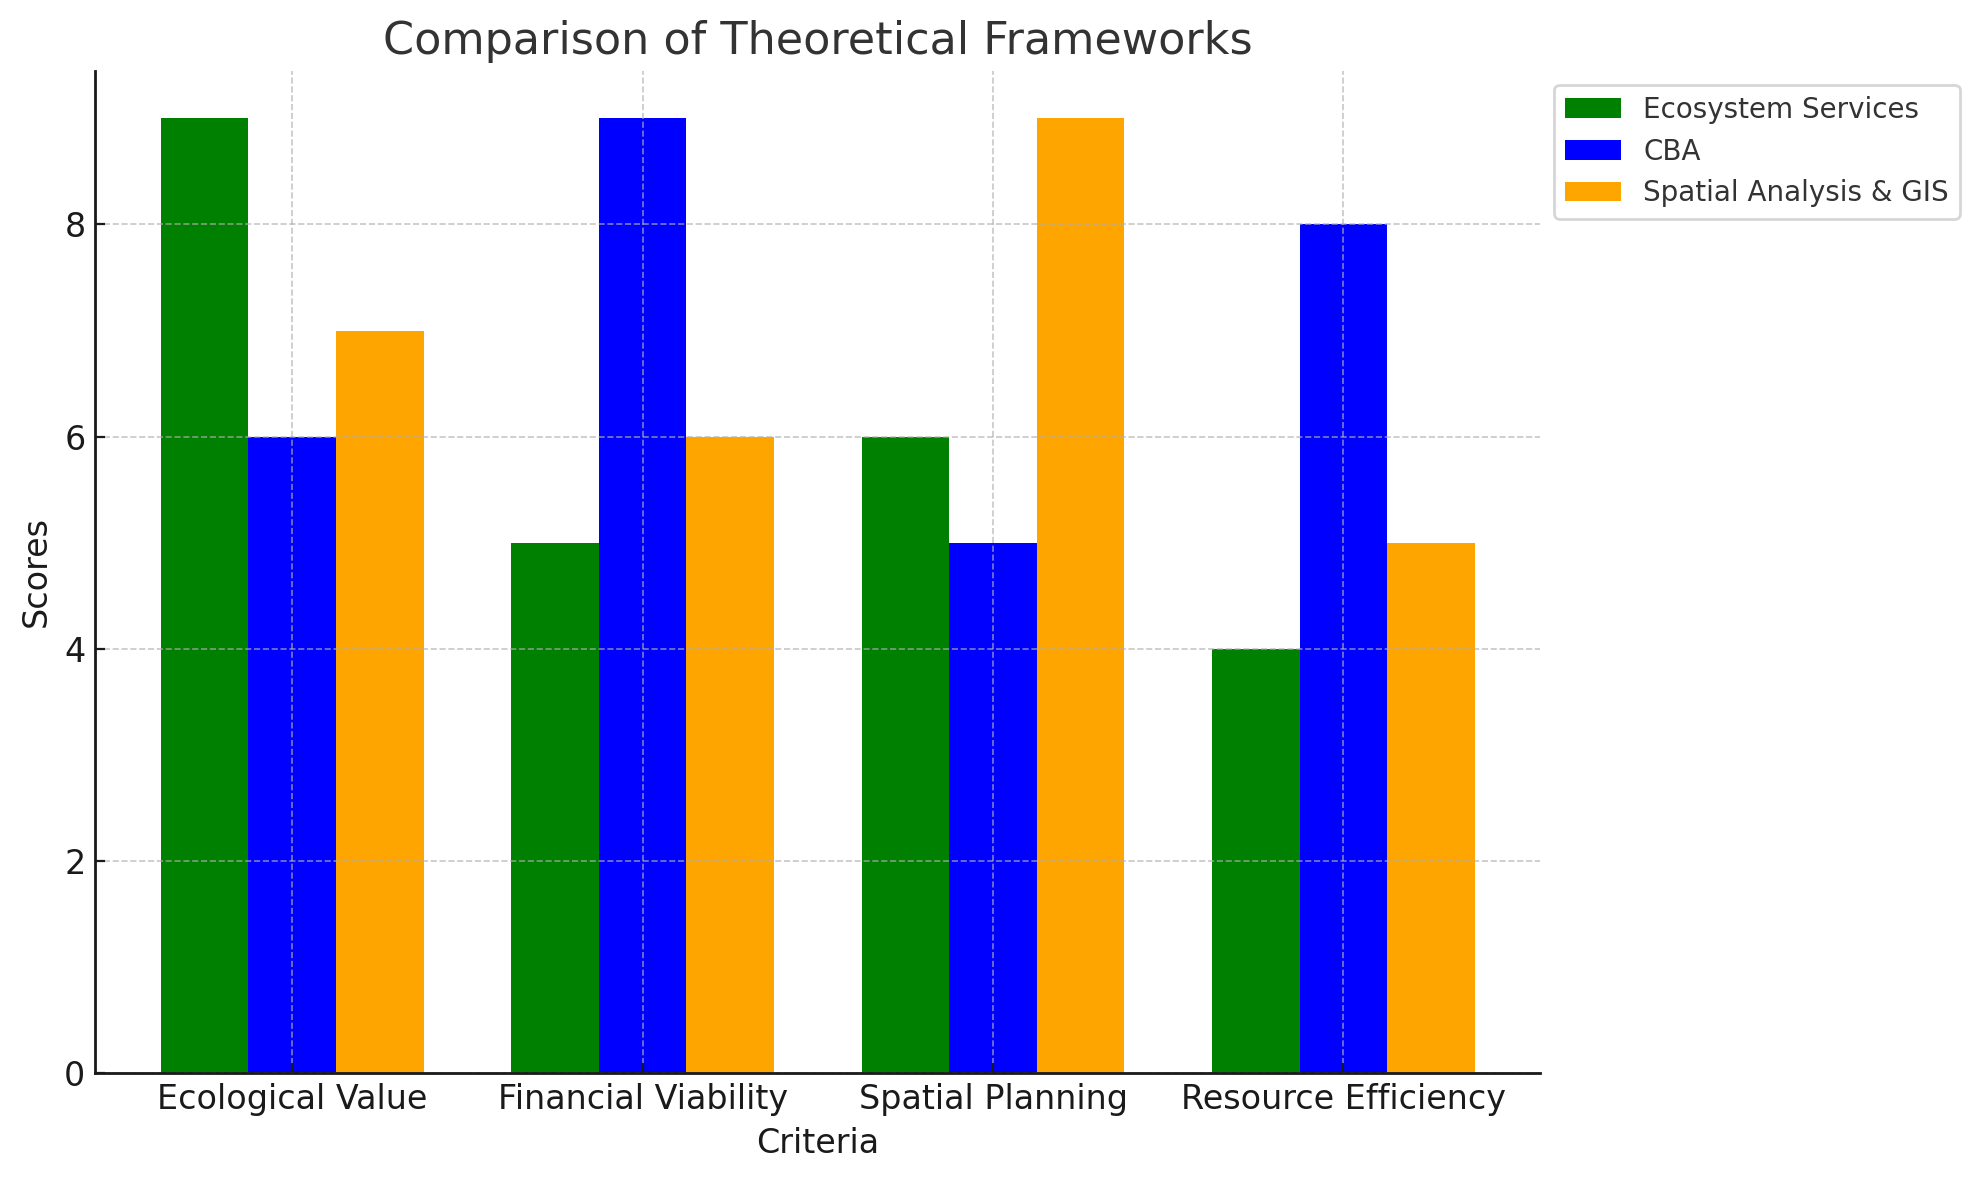 Comparison of Theoretical Frameworks
Ecosystem Services
CBA
Spatial Analysis & GIS
Scores
8
6
4
2
0
Ecological Value
Financial Viability
Spatial Planning
Resource Efficiency
Criteria